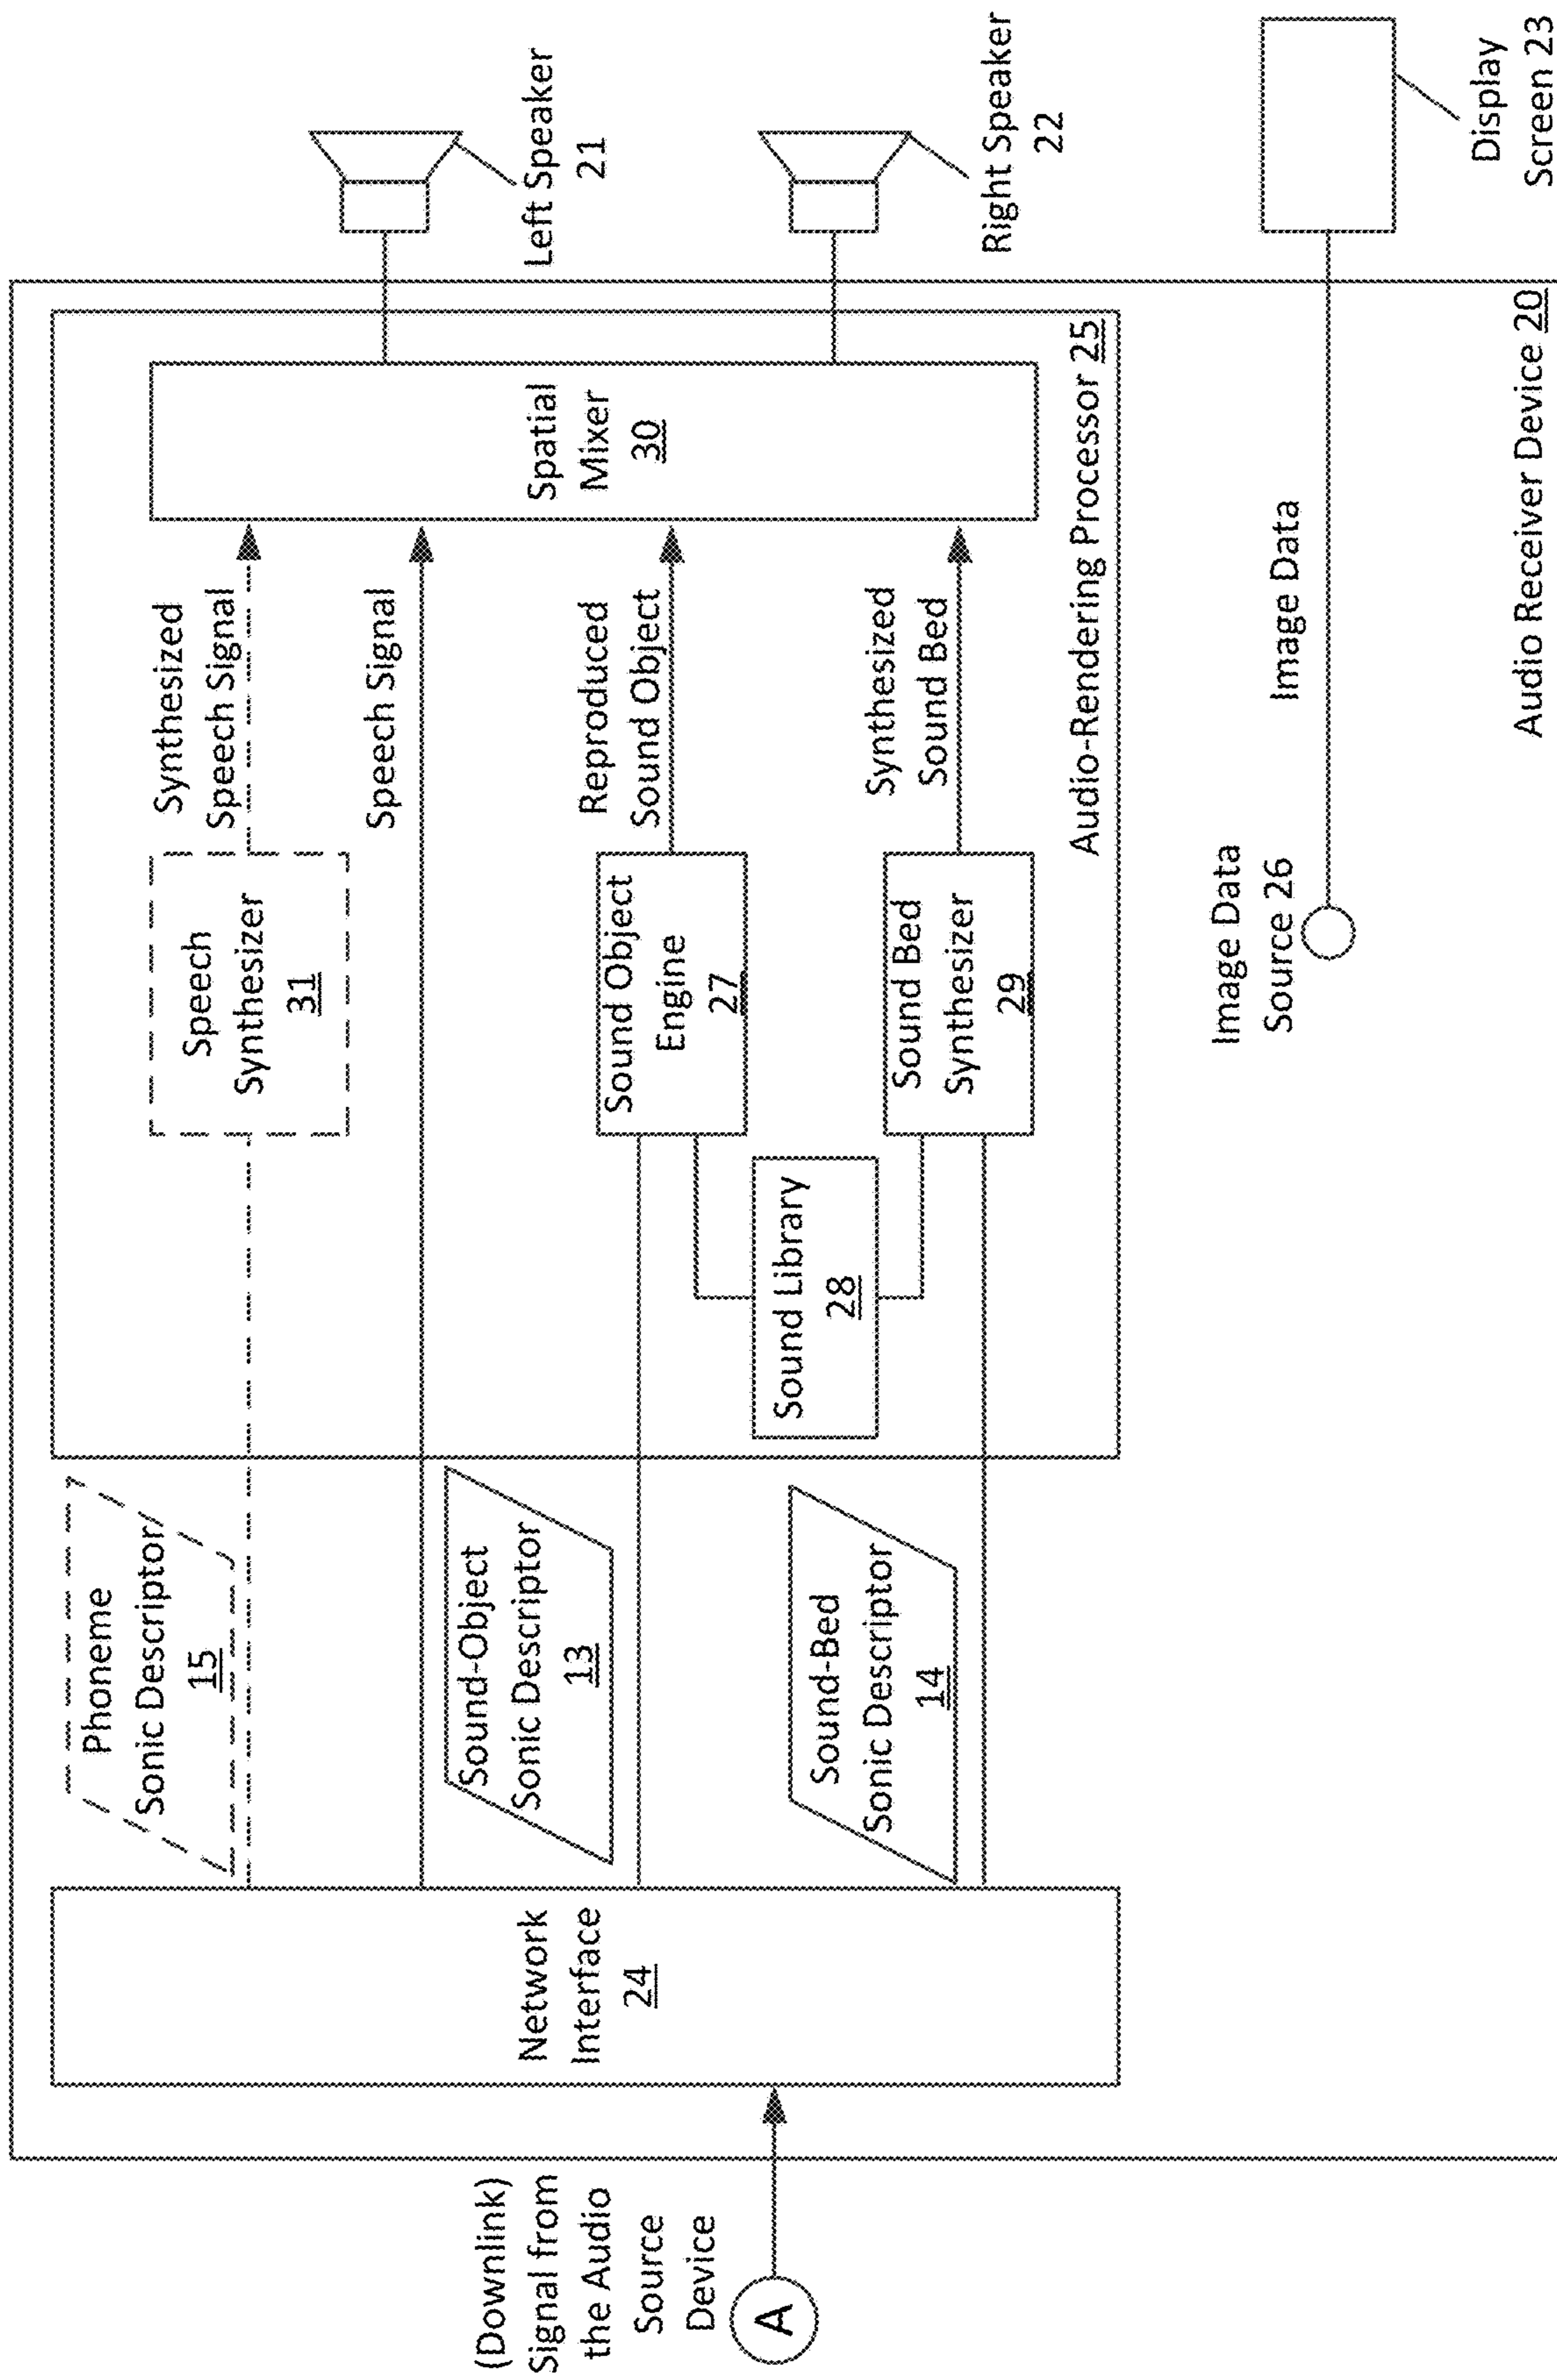 (Downlink)
Signal from
the Audio
Source
Device
A
Network
Interface
24
Phoneme
Sonic Descriptor
15
Sound-Object
Sonic Descriptor
13
Sound-Bed
Sonic Descriptor
14
Speech
Synthesizer
31
Sound Object
Engine
27
Sound Library
28
Sound Bed
Synthesizer
29
Synthesized
Speech Signal
Speech Signal
Reproduced
Sound Object
Synthesized
Sound Bed
Spatial
Mixer
30
Audio-Rendering Processor 25
Left Speaker
21
Right Speaker
22
Image Data
Source 26
Image Data
Display
Screen 23
Audio Receiver Device 20